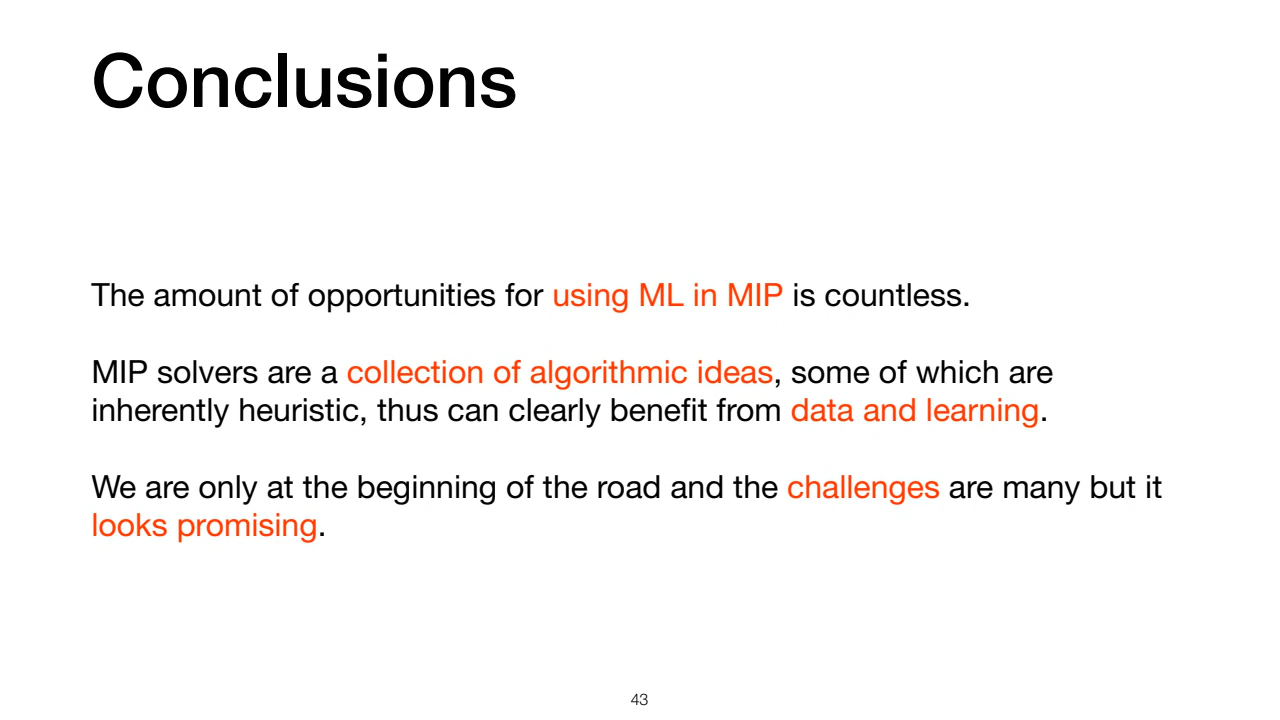 Conclusions
The amount of opportunities for using ML in MIP is countless.
MIP solvers are a collection of algorithmic ideas, some of which are
inherently heuristic, thus can clearly benefit from data and learning.
We are only at the beginning of the road and the challenges are many but it
looks promising.
43